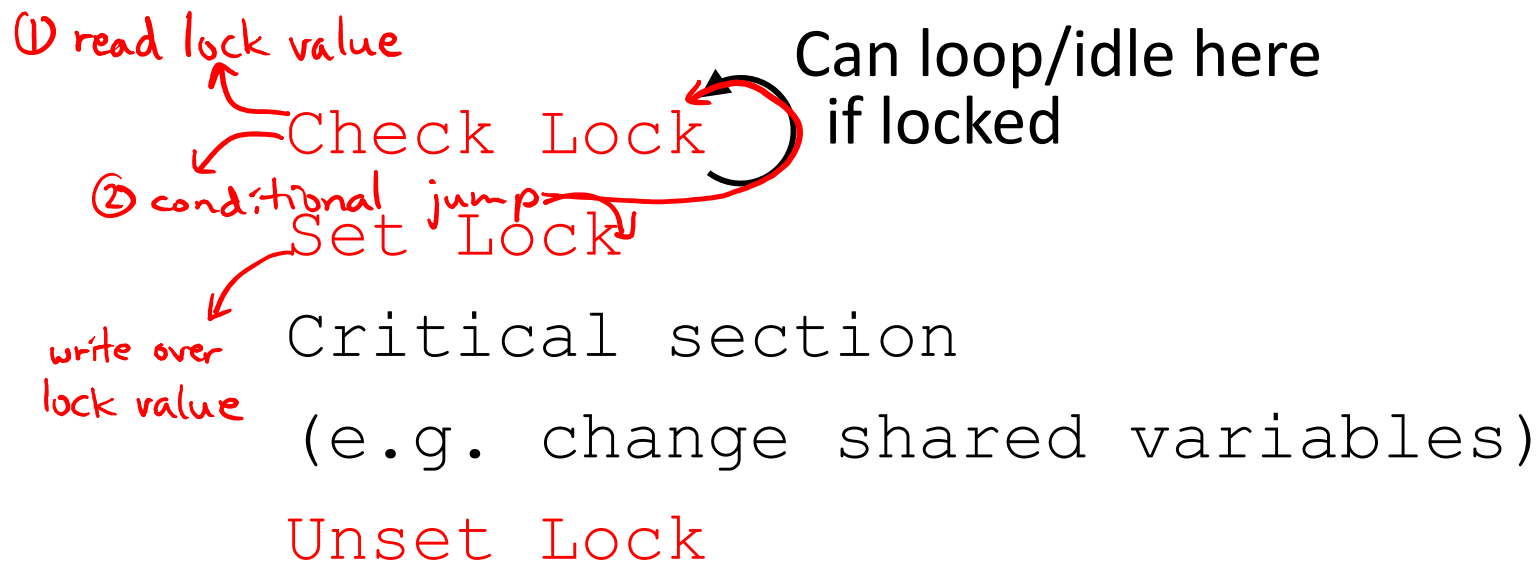 ① read lock value
Can loop/idle here
if locked
Check Lock
② conditional jump
Set Lock
write over
lock value
Critical section
(e.g. change shared variables)
Unset Lock